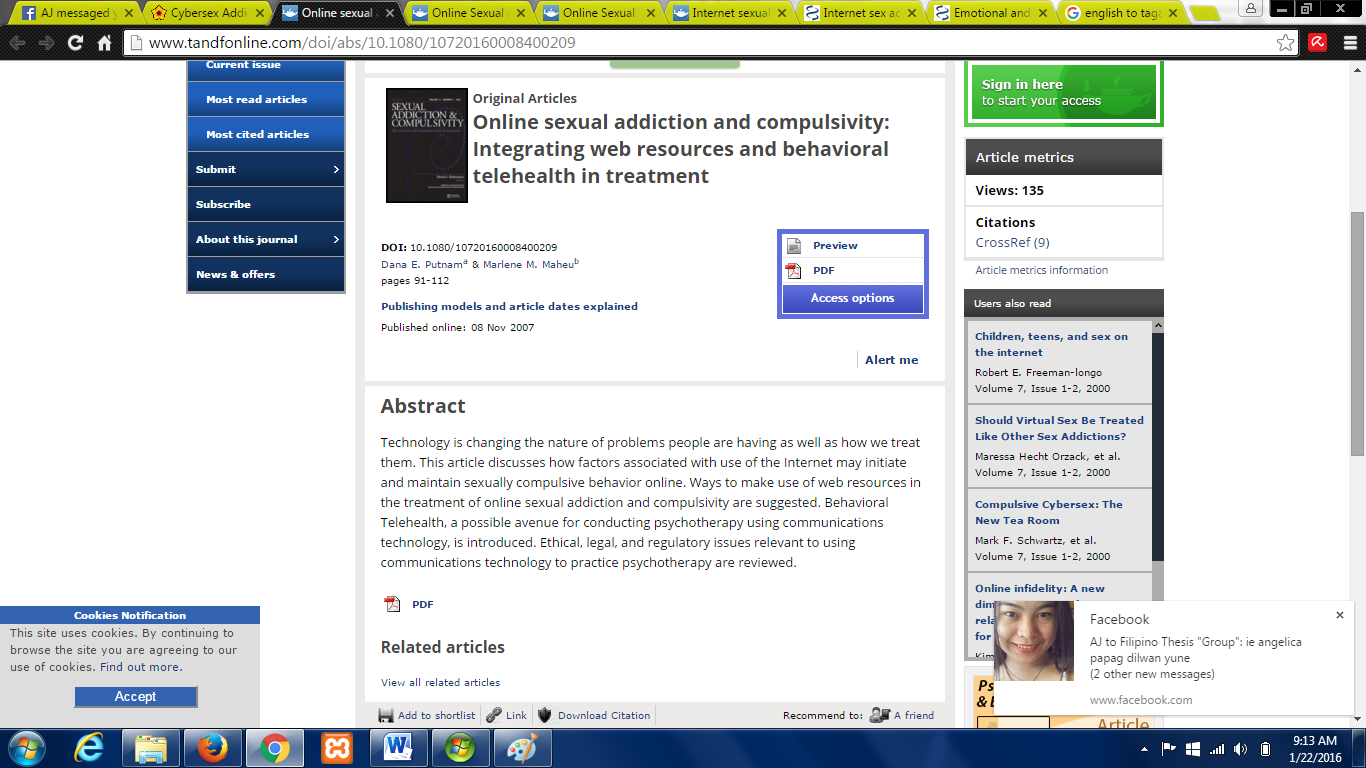 AJ messaged y
Cybersex Addi
Online sexual a
Online Sexual A
Online Sexual
Internet sexual
Internet sex ad
Emotional and
english to taga
www.tandfonline.com/doi/abs/10.1080/10720160008400209
Current issue
Most read articles
Most cited articles
Submit
Subscribe
About this journal
News & offers
SEXUAL
ADDICTION &
COMPULSIVITY
Original Articles
Online sexual addiction and compulsivity:
Integrating web resources and behavioral
telehealth in treatment
DOI: 10.1080/10720160008400209
Dana E. Putnamª & Marlene M. Maheuᵇ
pages 91-112
Publishing models and article dates explained
Published online: 08 Nov 2007
Preview
PDF
Access options
Alert me
Abstract
Technology is changing the nature of problems people are having as well as how we treat
them. This article discusses how factors associated with use of the Internet may initiate
and maintain sexually compulsive behavior online. Ways to make use of web resources in
the treatment of online sexual addiction and compulsivity are suggested. Behavioral
Telehealth, a possible avenue for conducting psychotherapy using communications
technology, is introduced. Ethical, legal, and regulatory issues relevant to using
communications technology to practice psychotherapy are reviewed.
PDF
Related articles
View all related articles
Add to shortlist
Link
Download Citation
Recommend to:
A friend
Sign in here
to start your access
Article metrics
Views: 135
Citations
CrossRef (9)
Article metrics information
Users also read
Children, teens, and sex on
the internet
Robert E. Freeman-longo
Volume 7, Issue 1-2, 2000
Should Virtual Sex Be Treated
Like Other Sex Addictions?
Maressa Hecht Orzack, et al.
Volume 7, Issue 1-2, 2000
Compulsive Cybersex: The
New Tea Room
Mark F. Schwartz, et al.
Volume 7, Issue 1-2, 2000
Online infidelity: A new
dim
rela
for
Kim
Ps
& B
Article
Facebook
AJ to Filipino Thesis "Group": ie angelica
papag dilwan yune
(2 other new messages)
www.facebook.com
Cookies Notification
This site uses cookies. By continuing to
browse the site you are agreeing to our
use of cookies. Find out more.
Accept
9:13 AM
1/22/2016